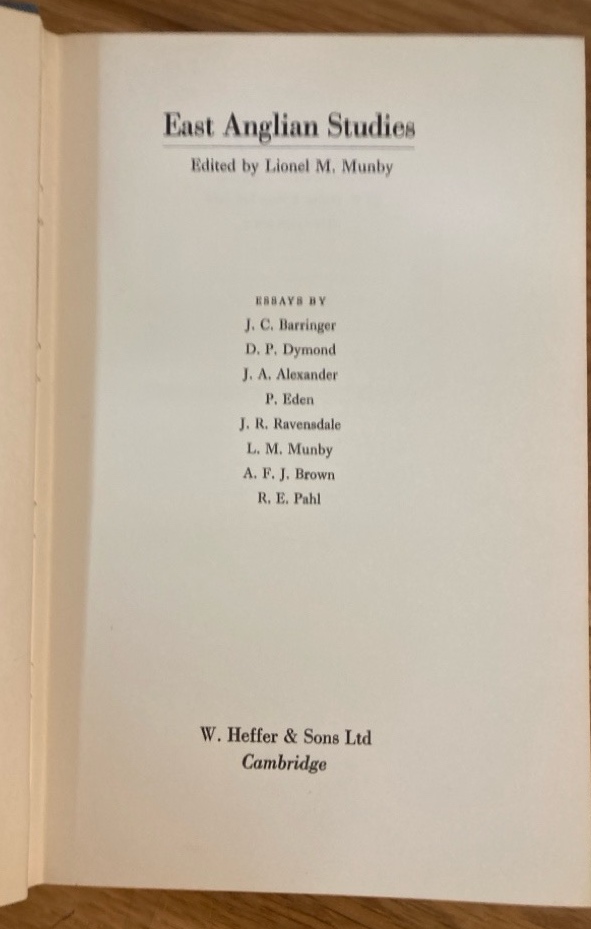 East Anglian Studies
Edited by Lionel M. Munby
ESSAYS BY
J. C. Barringer
D. P. Dymond
J. A. Alexander
P. Eden
J. R. Ravensdale
L. M. Munby
A. F. J. Brown
R. E. Pahl
W. Heffer & Sons Ltd
Cambridge